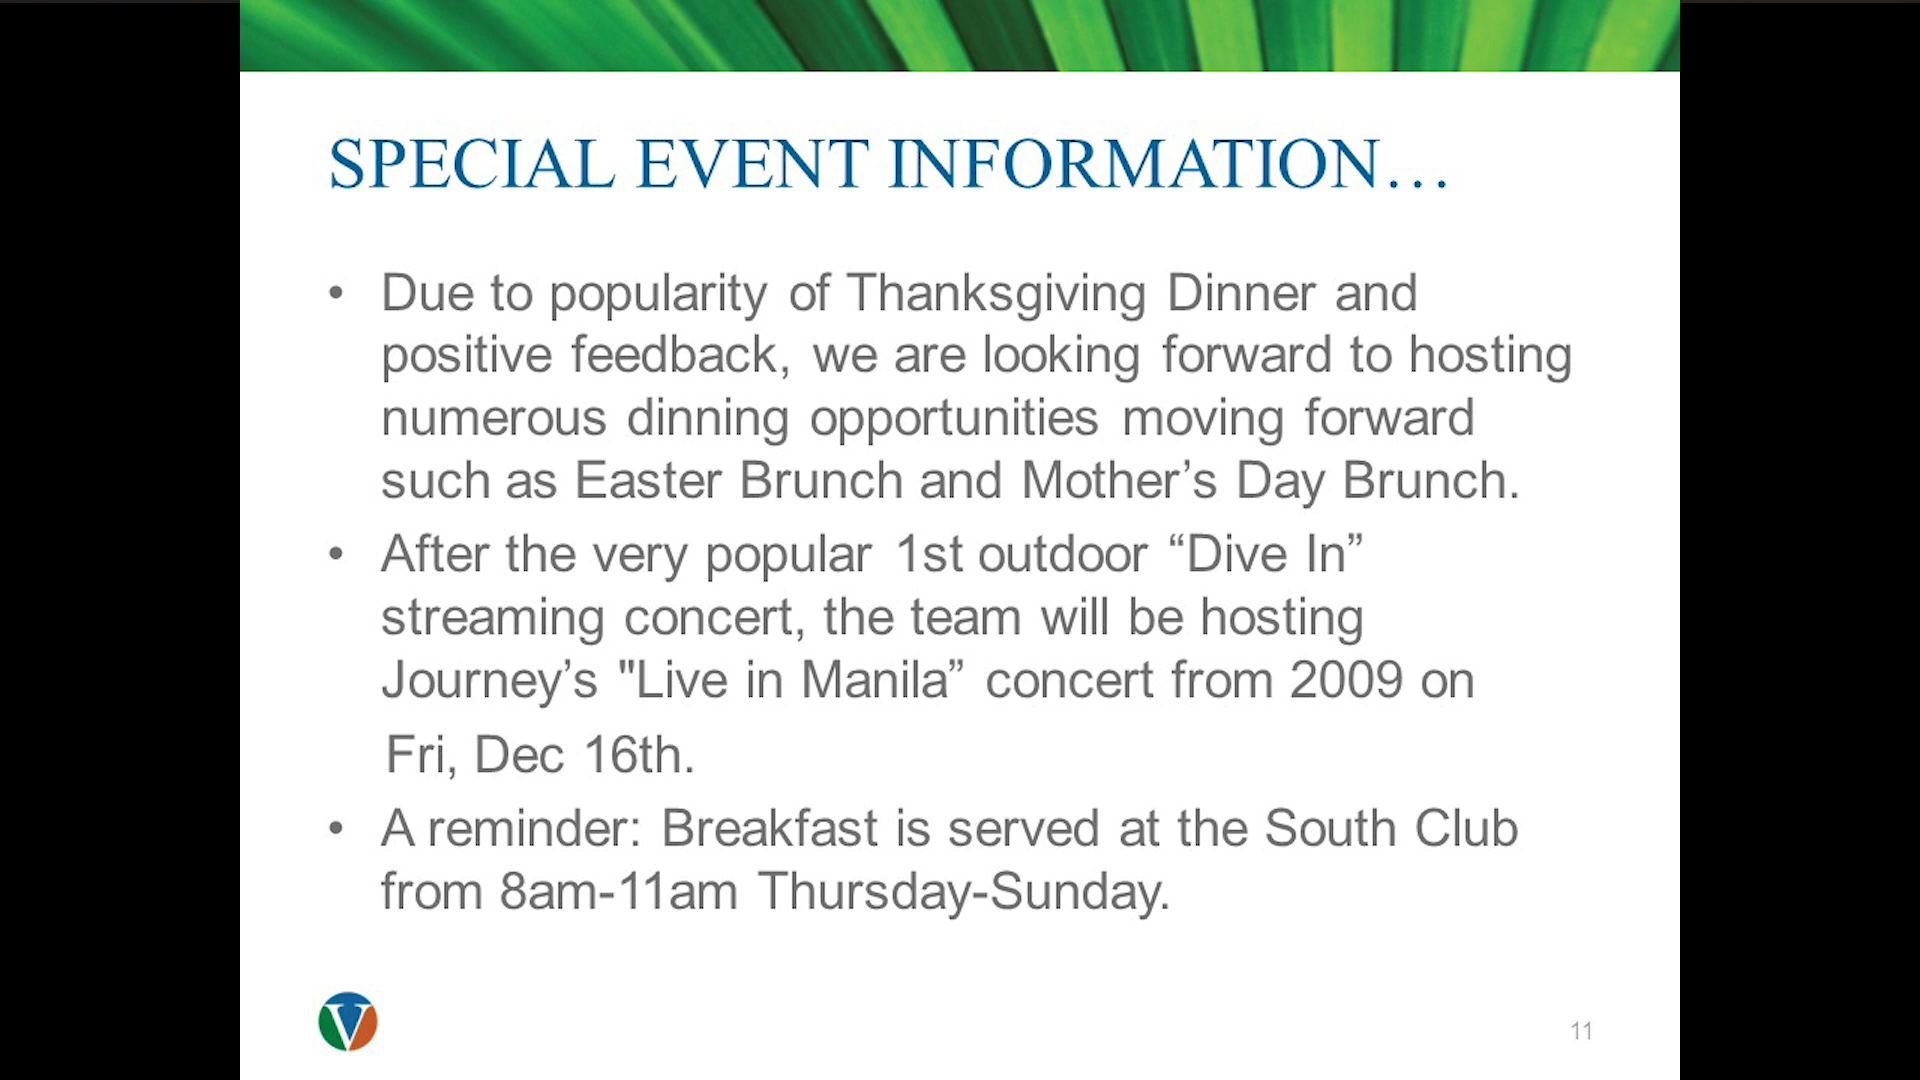 SPECIAL EVENT INFORMATION…
• Due to popularity of Thanksgiving Dinner and
positive feedback, we are looking forward to hosting
numerous dinning opportunities moving forward
such as Easter Brunch and Mother’s Day Brunch.
• After the very popular 1st outdoor “Dive In”
streaming concert, the team will be hosting
Journey’s "Live in Manila” concert from 2009 on
Fri, Dec 16th.
• A reminder: Breakfast is served at the South Club
from 8am-11am Thursday-Sunday.
V
11